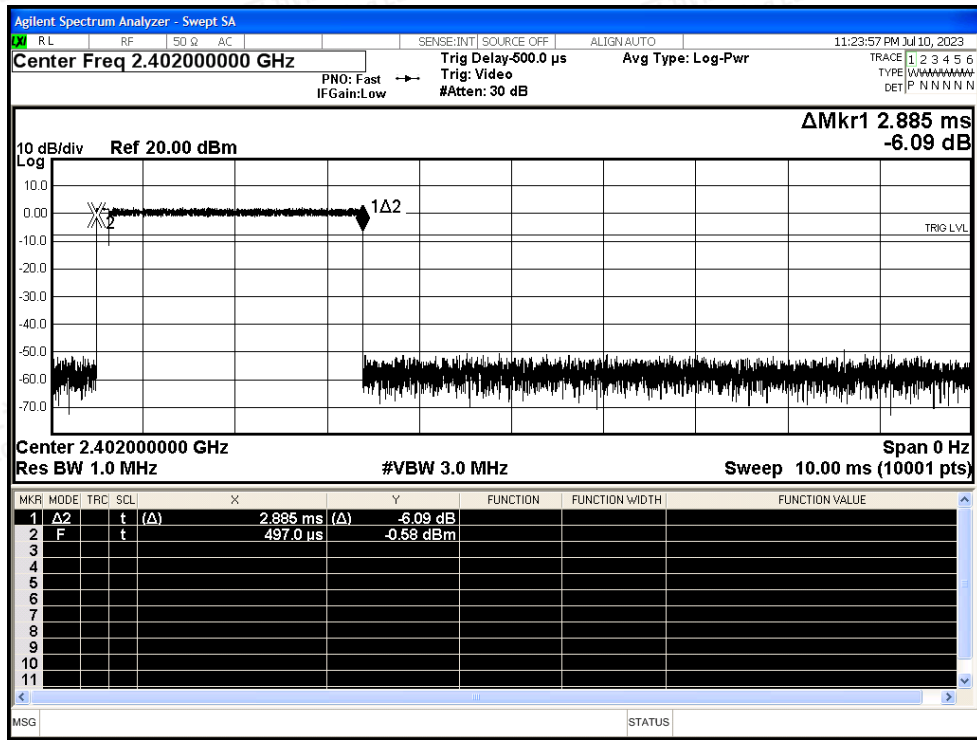 Agilent Spectrum Analyzer - Swept SA
LXI RL RF 50 Ω AC SENSE:INT SOURCE OFF ALIGN AUTO 11:23:57 PM Jul 10, 2023
Center Freq 2.402000000 GHz
PNO: Fast
IFGain:Low
Trig Delay-500.0 µs
Trig: Video
#Atten: 30 dB
Avg Type: Log-Pwr
TRACE 1 2 3 4 5 6
TYPE
DET P N N N N N
ΔMkr1 2.885 ms
-6.09 dB
10 dB/div Ref 20.00 dBm
Log
10.0
0.00
-10.0
-20.0
-30.0
-40.0
-50.0
-60.0
-70.0
2
1Δ2
TRIG LVL
Center 2.402000000 GHz Span 0 Hz
Res BW 1.0 MHz #VBW 3.0 MHz Sweep 10.00 ms (10001 pts)
MKR MODE TRC SCL X Y FUNCTION FUNCTION WIDTH FUNCTION VALUE
1 Δ2 t (Δ) 2.885 ms (Δ) -6.09 dB
2 F t 497.0 µs -0.58 dBm
3
4
5
6
7
8
9
10
11
MSG STATUS